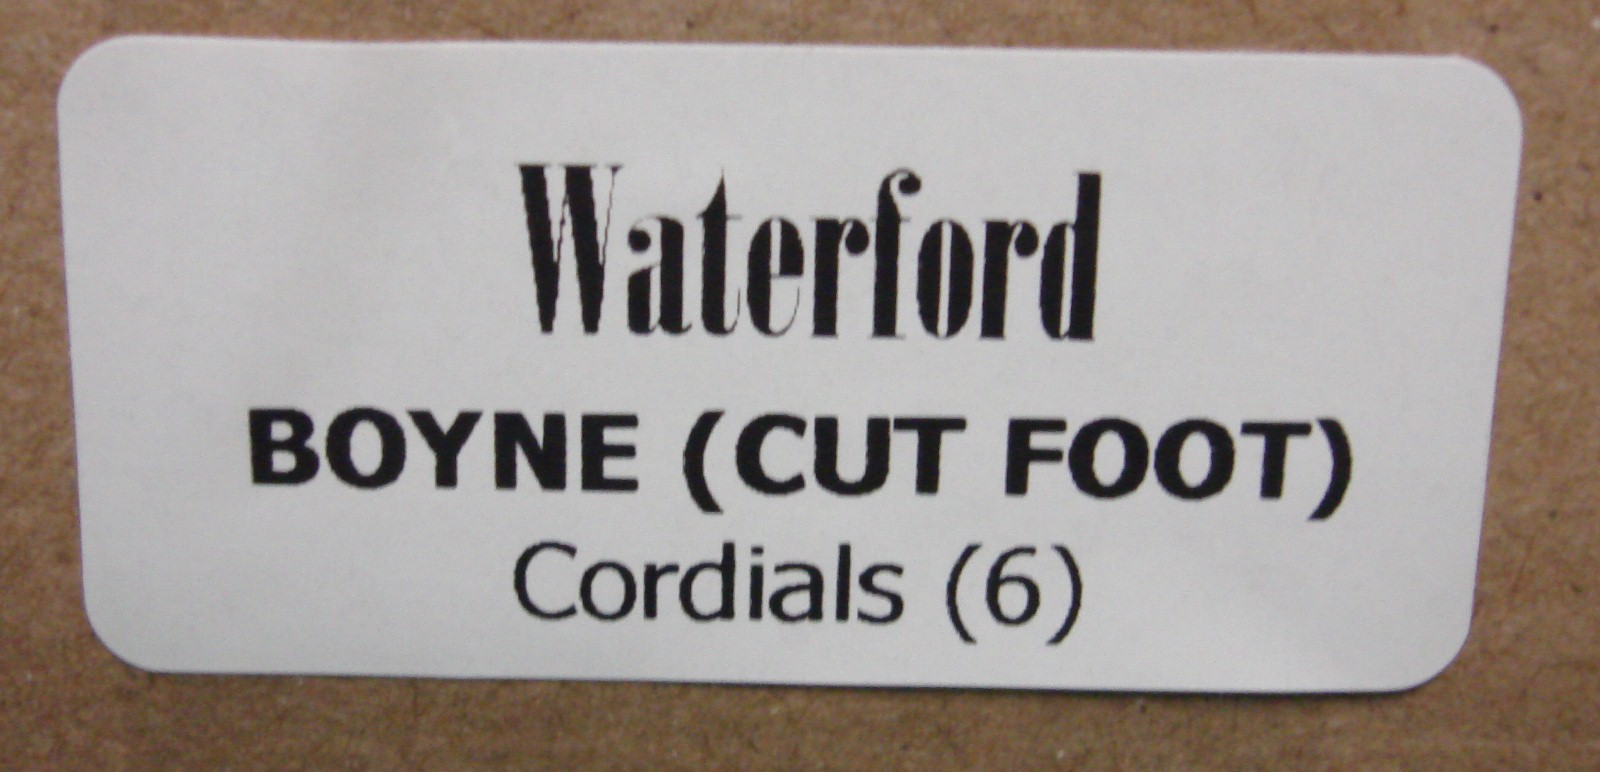 Waterford
BOYNE (CUT FOOT)
Cordials (6)